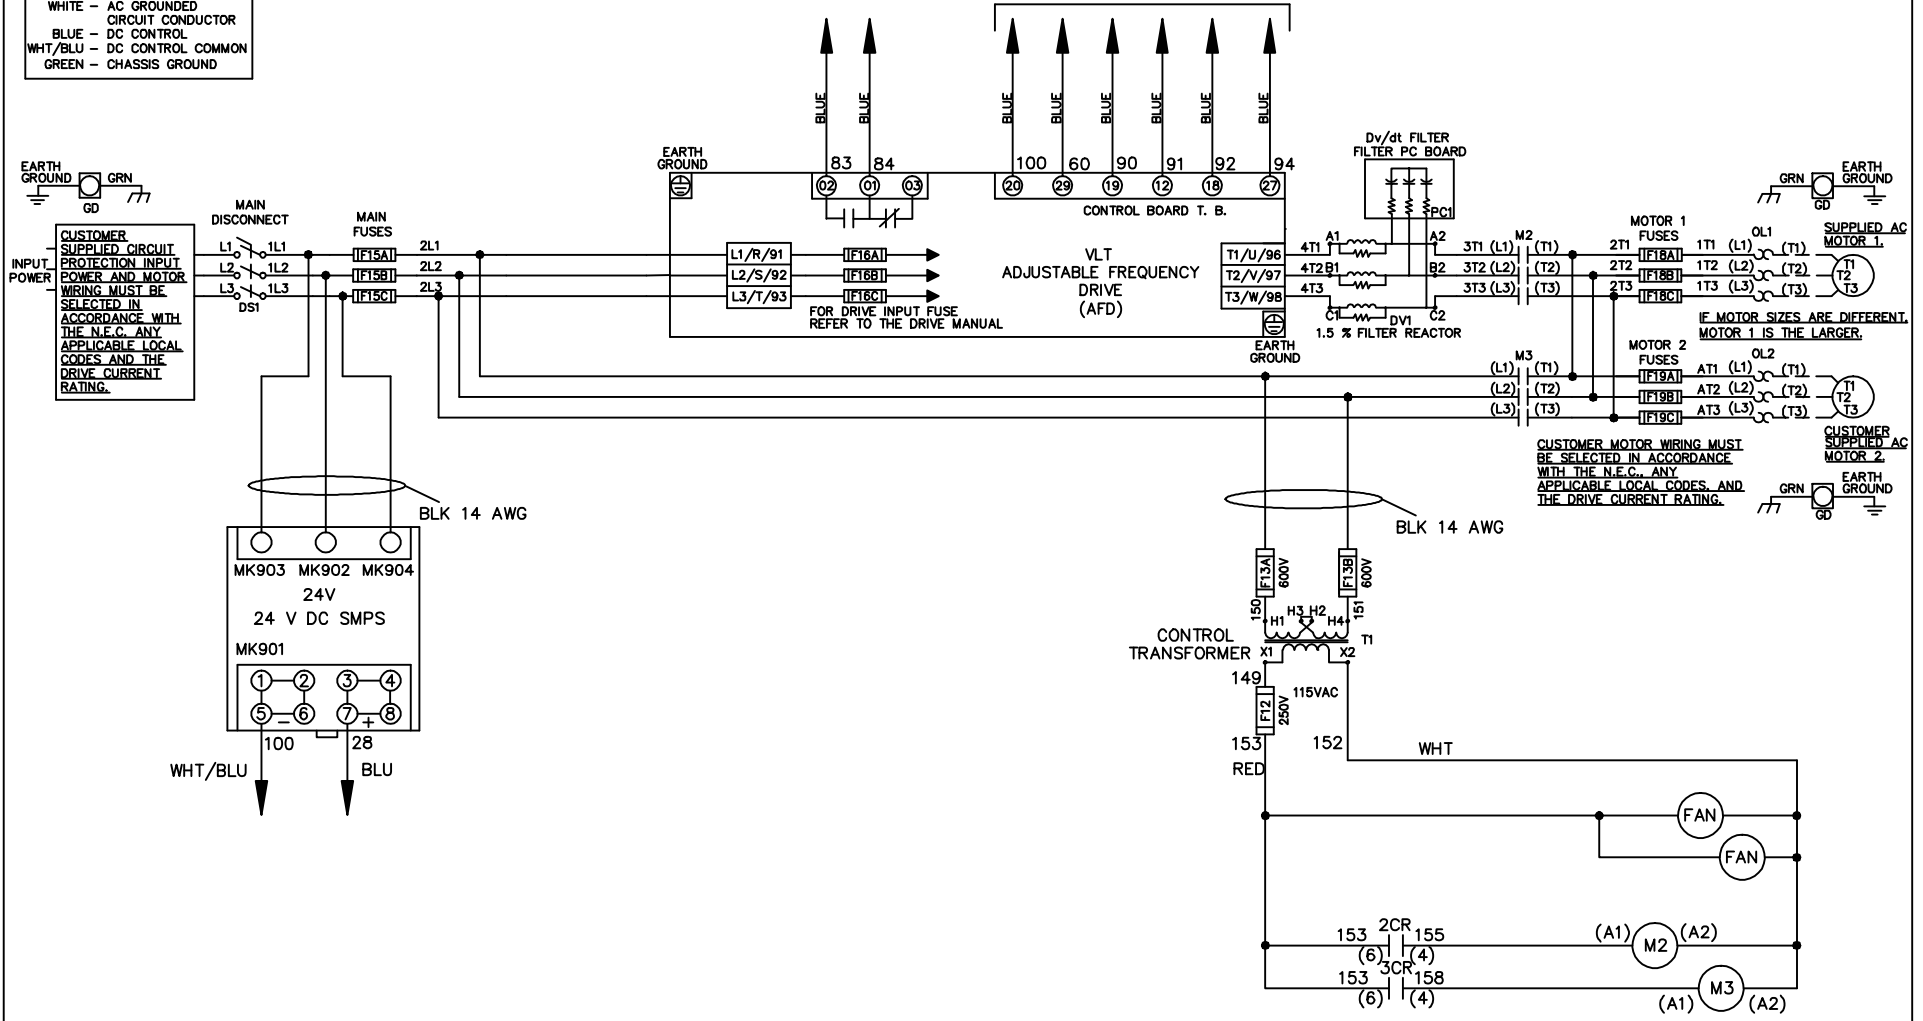 WHITE – AC GROUNDED
CIRCUIT CONDUCTOR
BLUE – DC CONTROL
WHT/BLU – DC CONTROL COMMON
GREEN – CHASSIS GROUND
BLUE
BLUE
BLUE
BLUE
BLUE
BLUE
BLUE
BLUE
83
84
100
60
90
91
92
94
EARTH
GROUND
02
01
03
20
29
19
12
18
27
CONTROL BOARD T. B.
Dv/dt FILTER
FILTER PC BOARD
PC1
EARTH
GROUND
GRN
GD
MAIN
DISCONNECT
MAIN
FUSES
CUSTOMER
SUPPLIED CIRCUIT
PROTECTION INPUT
POWER AND MOTOR
WIRING MUST BE
SELECTED IN
ACCORDANCE WITH
THE N.E.C. ANY
APPLICABLE LOCAL
CODES AND THE
DRIVE CURRENT
RATING.
INPUT
POWER
L1
1L1
F15A
2L1
L2
1L2
F15B
2L2
L3
1L3
F15C
2L3
DS1
L1/R/91
F16A
L2/S/92
F16B
L3/T/93
F16C
FOR DRIVE INPUT FUSE
REFER TO THE DRIVE MANUAL
VLT
ADJUSTABLE FREQUENCY
DRIVE
(AFD)
T1/U/96
T2/V/97
T3/W/98
EARTH
GROUND
4T1
A1
A2
4T2
B1
B2
4T3
C1
C2
DV1
1.5 % FILTER REACTOR
M2
3T1 (L1)
(T1)
3T2 (L2)
(T2)
3T3 (L3)
(T3)
MOTOR 1
FUSES
2T1
F18A
1T1 (L1)
(T1)
2T2
F18B
1T2 (L2)
(T2)
2T3
F18C
1T3 (L3)
(T3)
OL1
GRN
GD
EARTH
GROUND
SUPPLIED AC
MOTOR 1.
T1
T2
T3
IF MOTOR SIZES ARE DIFFERENT,
MOTOR 1 IS THE LARGER.
M3
(L1)
(T1)
(L2)
(T2)
(L3)
(T3)
MOTOR 2
FUSES
F19A
AT1 (L1)
(T1)
F19B
AT2 (L2)
(T2)
F19C
AT3 (L3)
(T3)
OL2
T1
T2
T3
CUSTOMER
SUPPLIED AC
MOTOR 2.
CUSTOMER MOTOR WIRING MUST
BE SELECTED IN ACCORDANCE
WITH THE N.E.C., ANY
APPLICABLE LOCAL CODES, AND
THE DRIVE CURRENT RATING.
GRN
GD
EARTH
GROUND
BLK 14 AWG
BLK 14 AWG
MK903
MK902
MK904
24V
24 V DC SMPS
MK901
1
2
3
4
5
6
7
8
–
+
100
28
WHT/BLU
BLU
F13A
600V
F13B
600V
150
151
H1
H3
H2
H4
T1
CONTROL
TRANSFORMER
X1
X2
149
115VAC
F12
250V
153
152
RED
WHT
FAN
FAN
2CR
153
155
(6)
(4)
(A1)
M2
(A2)
3CR
153
158
(6)
(4)
(A1)
M3
(A2)